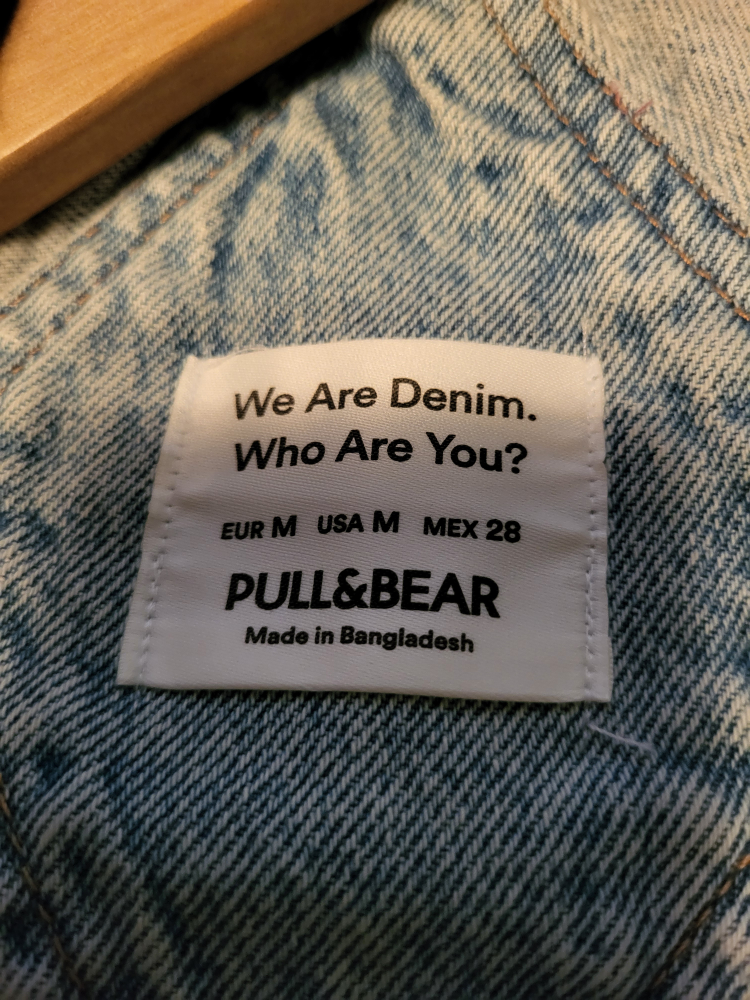 We Are Denim.
Who Are You?
EUR M USA M MEX 28
PULL&BEAR
Made in Bangladesh